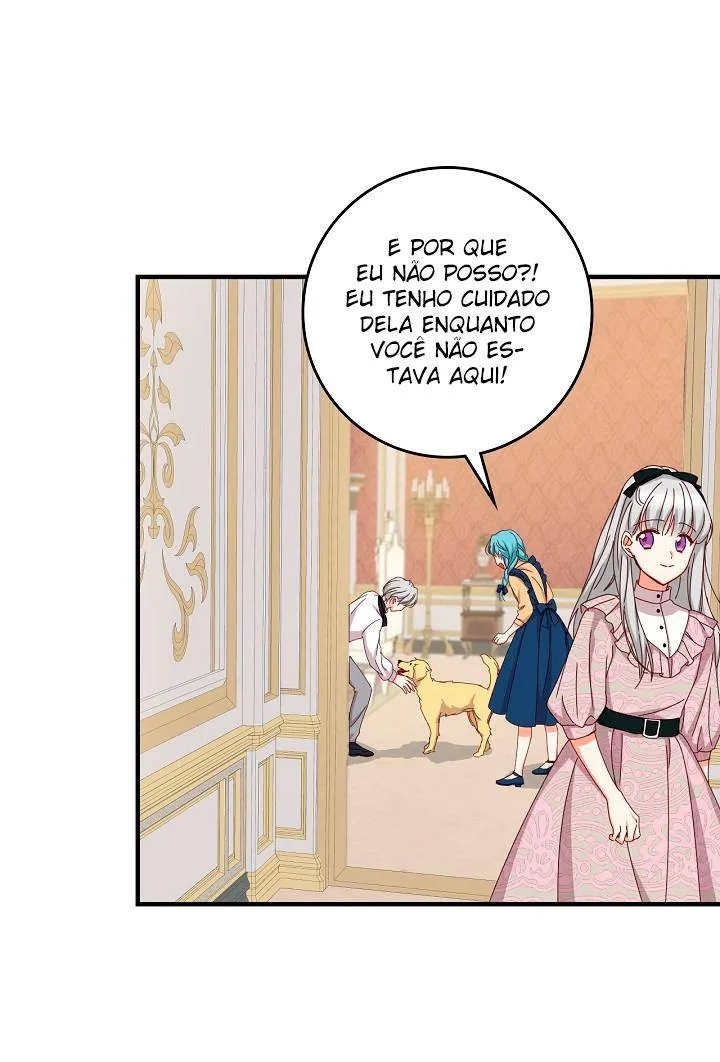 E POR QUE
EU NÃO POSSO?!
EU TENHO CUIDADO
DELA ENQUANTO
VOCÊ NÃO ES-
TAVA AQUI!